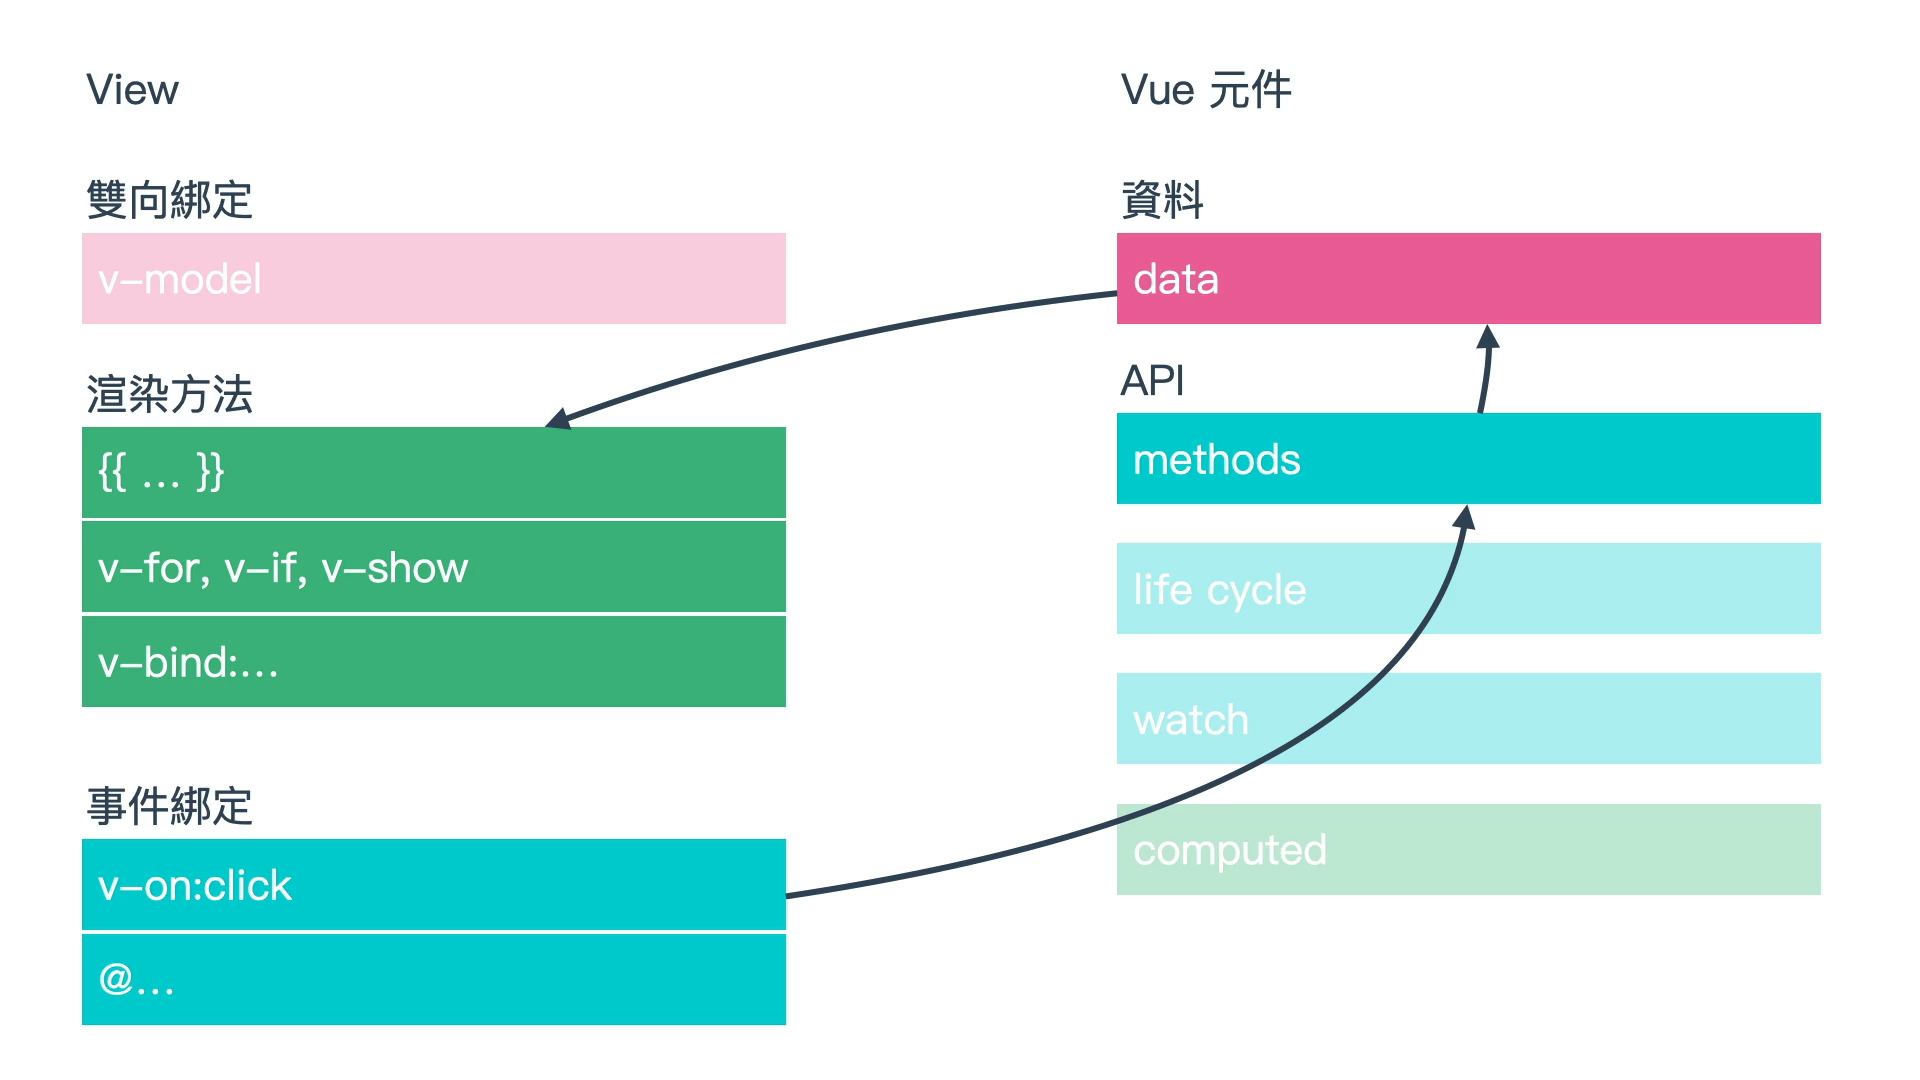 View
雙向綁定
v-model
渲染方法
{{ ... }}
v-for, v-if, v-show
v-bind:...
事件綁定
v-on:click
@...
Vue 元件
資料
data
API
methods
life cycle
watch
computed